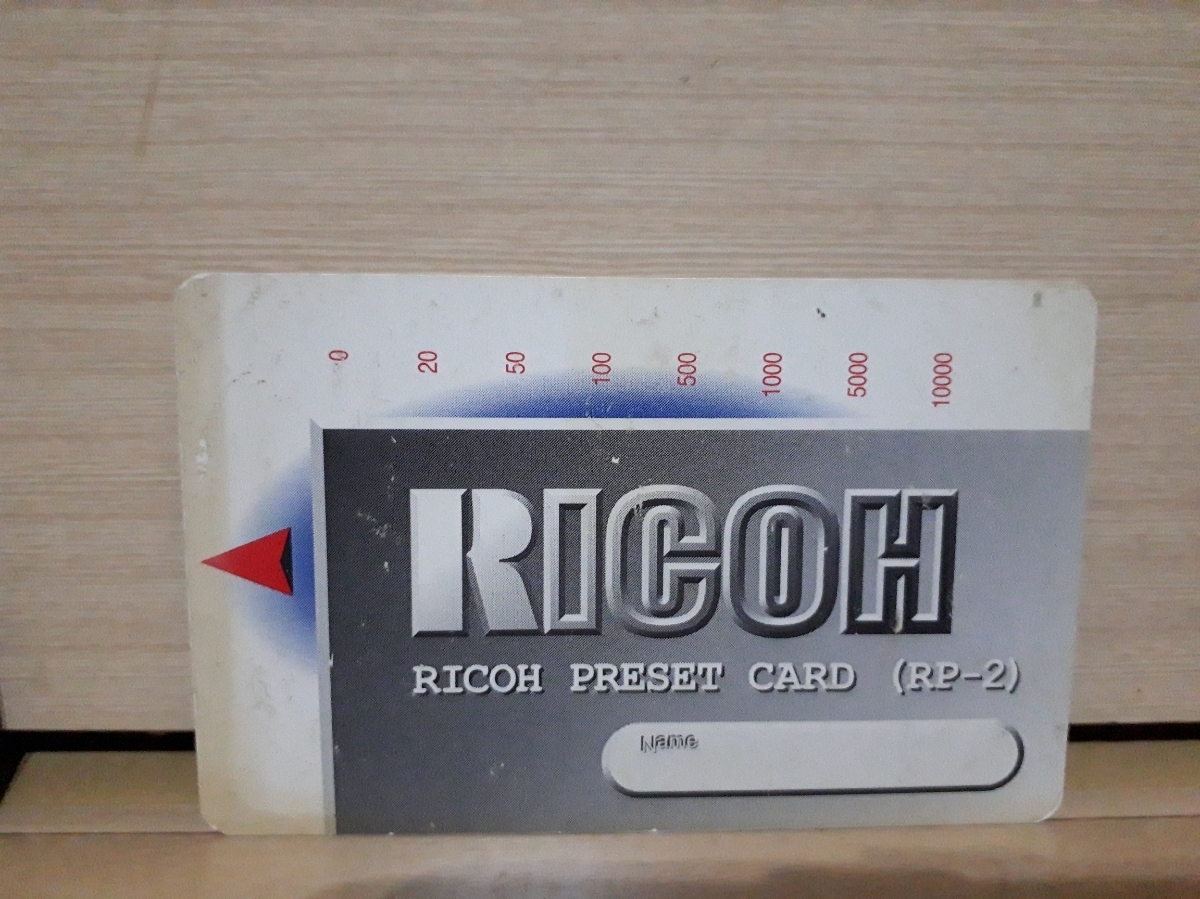 0 20 50 100 500 1000 5000 10000
RICOH
RICOH PRESET CARD (RP-2)
Name